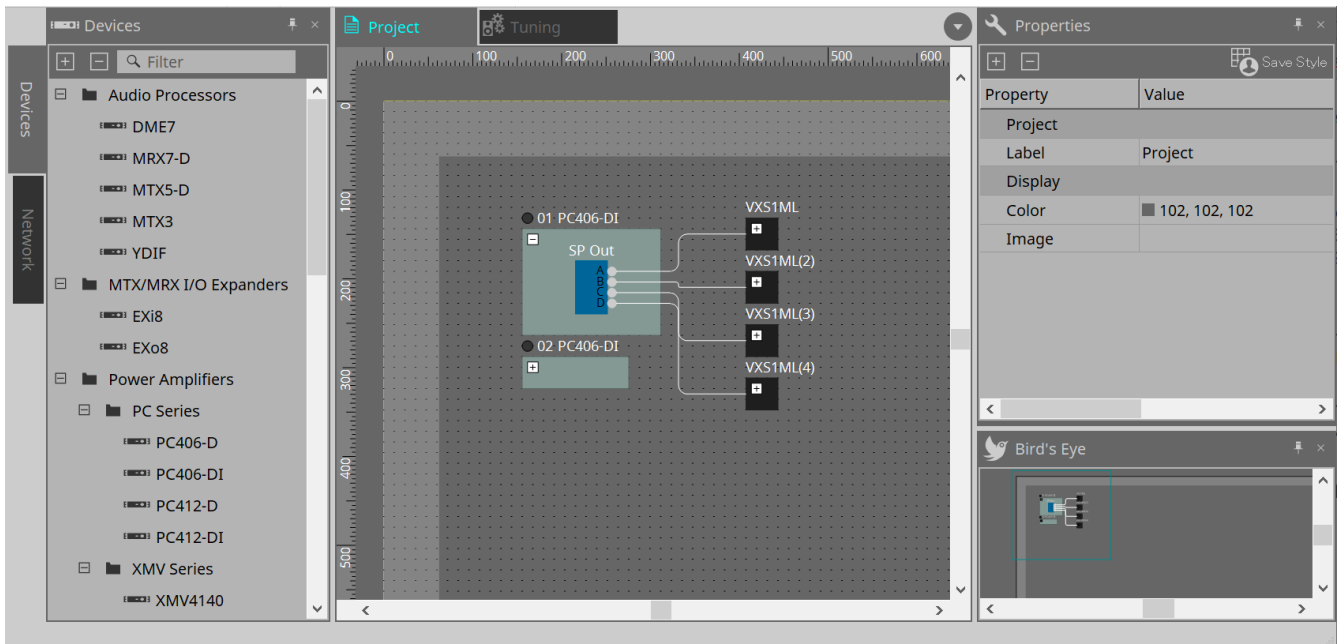 Devices
Devices
Network
Filter
Audio Processors
DME7
MRX7-D
MTX5-D
MTX3
YDIF
MTX/MRX I/O Expanders
EXi8
EXo8
Power Amplifiers
PC Series
PC406-D
PC406-DI
PC412-D
PC412-DI
XMV Series
XMV4140
Project
Tuning
0 100 200 300 400 500 600
0
100
200
300
400
500
01 PC406-DI
SP Out
A
B
C
D
02 PC406-DI
VXS1ML
VXS1ML(2)
VXS1ML(3)
VXS1ML(4)
Properties
Save Style
Property Value
Project
Label Project
Display
Color 102, 102, 102
Image
Bird's Eye